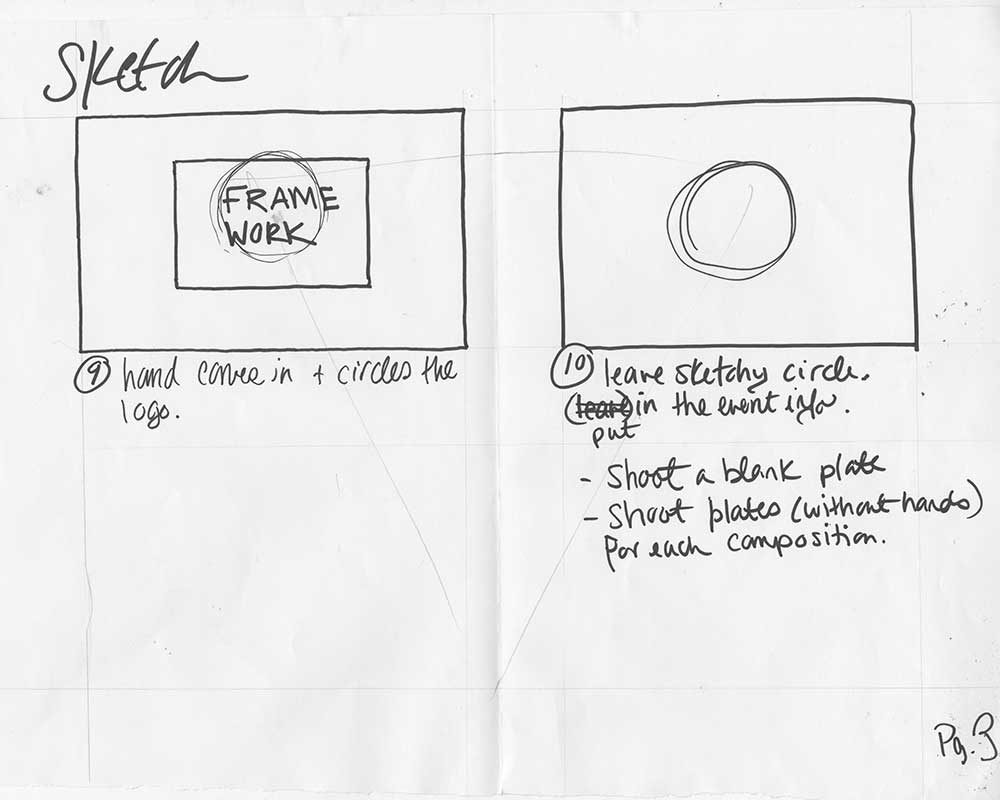 Sketch
FRAME
WORK
9 hand comes in + circles the
logo.
10 leave sketchy circle.
(leave) in the event info.
put
- Shoot a blank plate
- Shoot plates (without hands)
for each composition.
Pg. 3